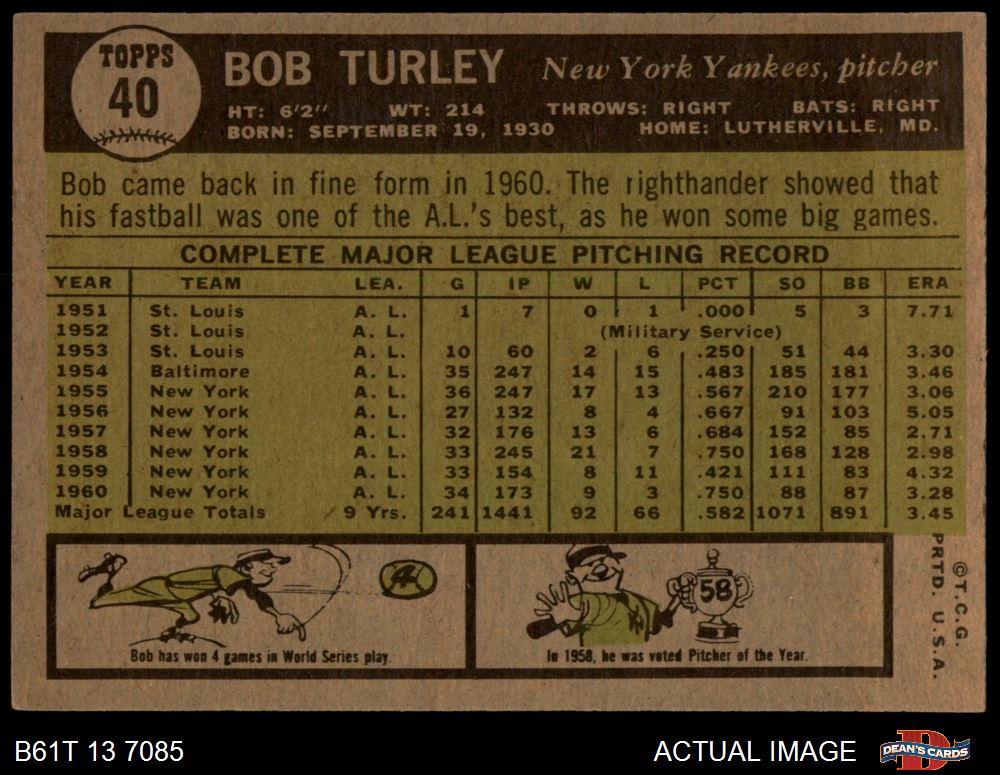 TOPPS
40
BOB TURLEY New York Yankees, pitcher
HT: 6'2" WT: 214 THROWS: RIGHT BATS: RIGHT
BORN: SEPTEMBER 19, 1930 HOME: LUTHERVILLE, MD.
Bob came back in fine form in 1960. The righthander showed that
his fastball was one of the A.L.'s best, as he won some big games.
COMPLETE MAJOR LEAGUE PITCHING RECORD
YEAR TEAM LEA. G IP W L PCT SO BB ERA
1951 St. Louis A. L. 1 7 0 1 .000 5 3 7.71
1952 St. Louis A. L. (Military Service)
1953 St. Louis A. L. 10 60 2 6 .250 51 44 3.30
1954 Baltimore A. L. 35 247 14 15 .483 185 181 3.46
1955 New York A. L. 36 247 17 13 .567 210 177 3.06
1956 New York A. L. 27 132 8 4 .667 91 103 5.05
1957 New York A. L. 32 176 13 6 .684 152 85 2.71
1958 New York A. L. 33 245 21 7 .750 168 128 2.98
1959 New York A. L. 33 154 8 11 .421 111 83 4.32
1960 New York A. L. 34 173 9 3 .750 88 87 3.28
Major League Totals 9 Yrs. 241 1441 92 66 .582 1071 891 3.45
4
Bob has won 4 games in World Series play.
58
In 1958, he was voted Pitcher of the Year.
© T.C.G.
PRTD. U.S.A.
B61T 13 7085
ACTUAL IMAGE
DEAN'S CARDS